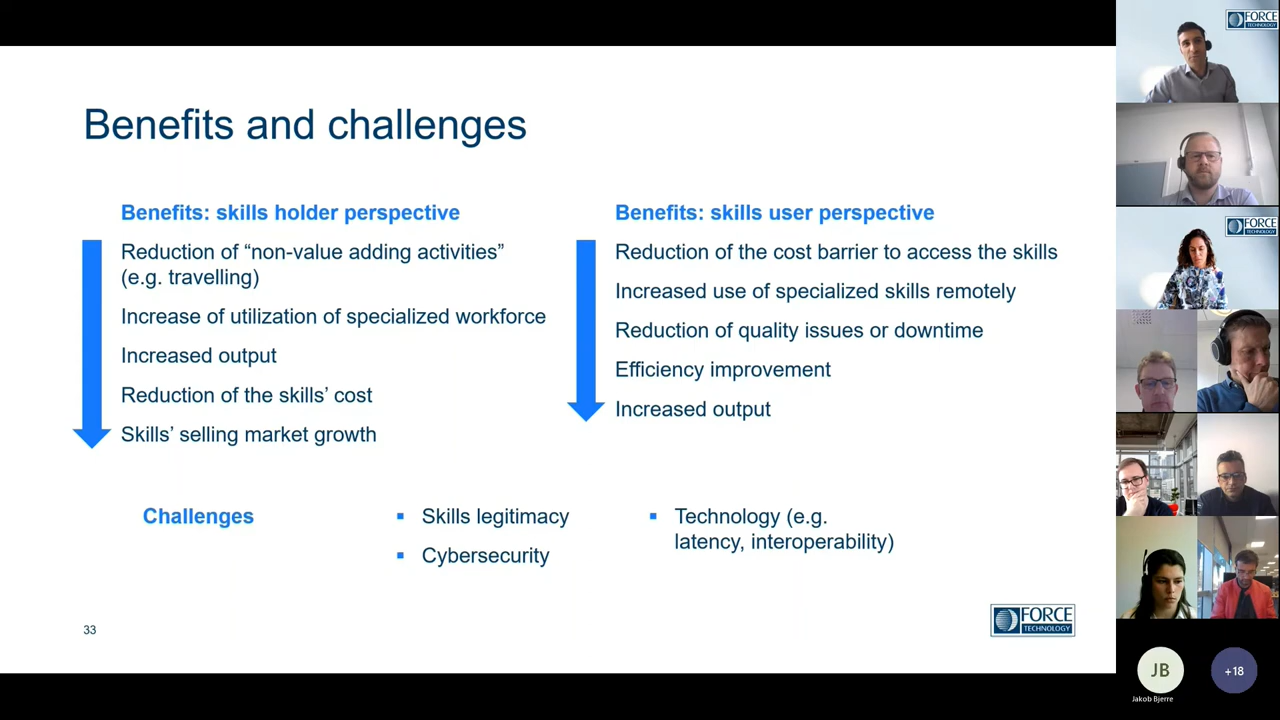 Benefits and challenges
Benefits: skills holder perspective
Reduction of “non-value adding activities”
(e.g. travelling)
Increase of utilization of specialized workforce
Increased output
Reduction of the skills’ cost
Skills’ selling market growth
Benefits: skills user perspective
Reduction of the cost barrier to access the skills
Increased use of specialized skills remotely
Reduction of quality issues or downtime
Efficiency improvement
Increased output
Challenges
▪ Skills legitimacy
▪ Cybersecurity
▪ Technology (e.g.
latency, interoperability)
33
FORCE
TECHNOLOGY
FORCE
TECHNOLOGY
FORCE
TECHNOLOGY
JB
Jakob Bjerre
+18